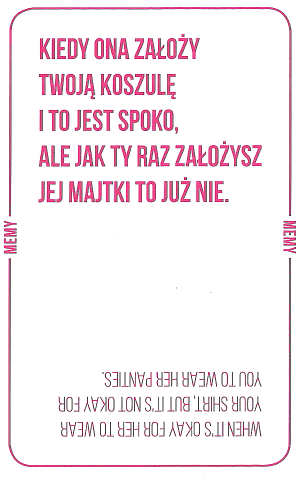 KIEDY ONA ZAŁOŻY
TWOJĄ KOSZULĘ
I TO JEST SPOKO,
ALE JAK TY RAZ ZAŁOŻYSZ
JEJ MAJTKI TO JUŻ NIE.
MEMY
MEMY
WHEN IT'S OKAY FOR HER TO WEAR
YOUR SHIRT, BUT IT'S NOT OKAY FOR
YOU TO WEAR HER PANTIES.